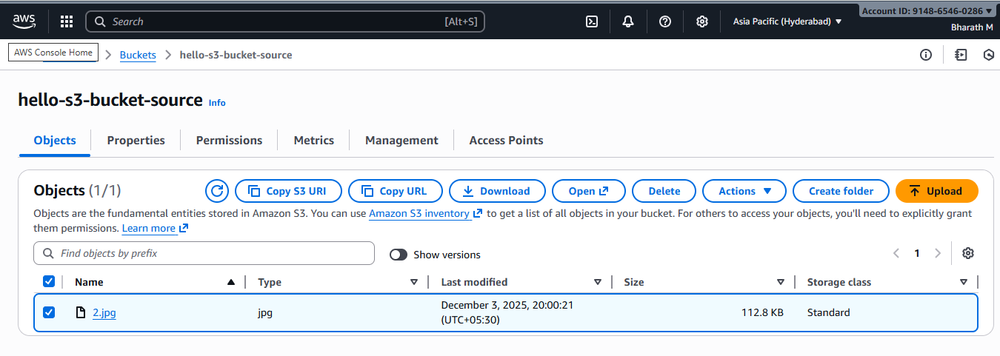 aws
Search [Alt+S]
Asia Pacific (Hyderabad) ▼
Account ID: 9148-6546-0286 ▼
Bharath M
AWS Console Home > Buckets > hello-s3-bucket-source
hello-s3-bucket-source Info
Objects Properties Permissions Metrics Management Access Points
Objects (1/1) Copy S3 URI Copy URL Download Open Delete Actions ▼ Create folder Upload
Objects are the fundamental entities stored in Amazon S3. You can use Amazon S3 inventory to get a list of all objects in your bucket. For others to access your objects, you'll need to explicitly grant
them permissions. Learn more
Find objects by prefix Show versions < 1 >
Name ▲ Type Last modified Size Storage class
2.jpg jpg December 3, 2025, 20:00:21 112.8 KB Standard
(UTC+05:30)